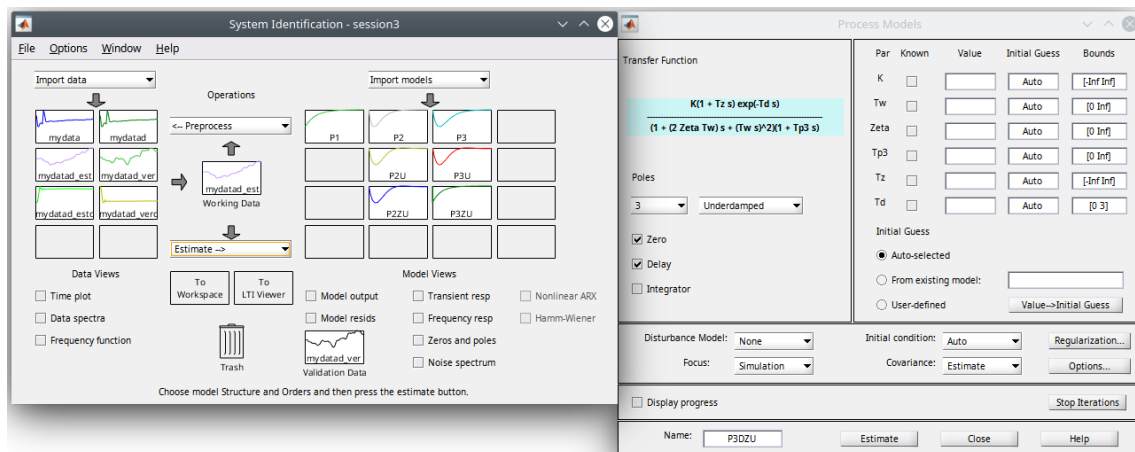 System Identification - session3
File Options Window Help
Import data
Import models
Operations
mydata
mydatad
<-- Preprocess
P1
P2
P3
mydatad_est
mydatad_ver
mydatad_est
Working Data
P2U
P3U
mydatad_estd
mydatad_verd
P2ZU
P3ZU
Estimate -->
Data Views
To Workspace
To LTI Viewer
Model Views
Time plot
Data spectra
Frequency function
Model output
Transient resp
Nonlinear ARX
Model resids
Frequency resp
Hamm-Wiener
Zeros and poles
Noise spectrum
Trash
mydatad_ver
Validation Data
Choose model Structure and Orders and then press the estimate button.
Process Models
Transfer Function
K(1 + Tz s) exp(-Td s)
(1 + (2 Zeta Tw) s + (Tw s)^2)(1 + Tp3 s)
Poles
3
Underdamped
Zero
Delay
Integrator
Par Known Value Initial Guess Bounds
K Auto [-Inf Inf]
Tw Auto [0 Inf]
Zeta Auto [0 Inf]
Tp3 Auto [0 Inf]
Tz Auto [-Inf Inf]
Td Auto [0 3]
Initial Guess
Auto-selected
From existing model:
User-defined
Value-->Initial Guess
Disturbance Model: None
Initial condition: Auto
Regularization...
Focus: Simulation
Covariance: Estimate
Options...
Display progress
Stop Iterations
Name: P3DZU
Estimate
Close
Help